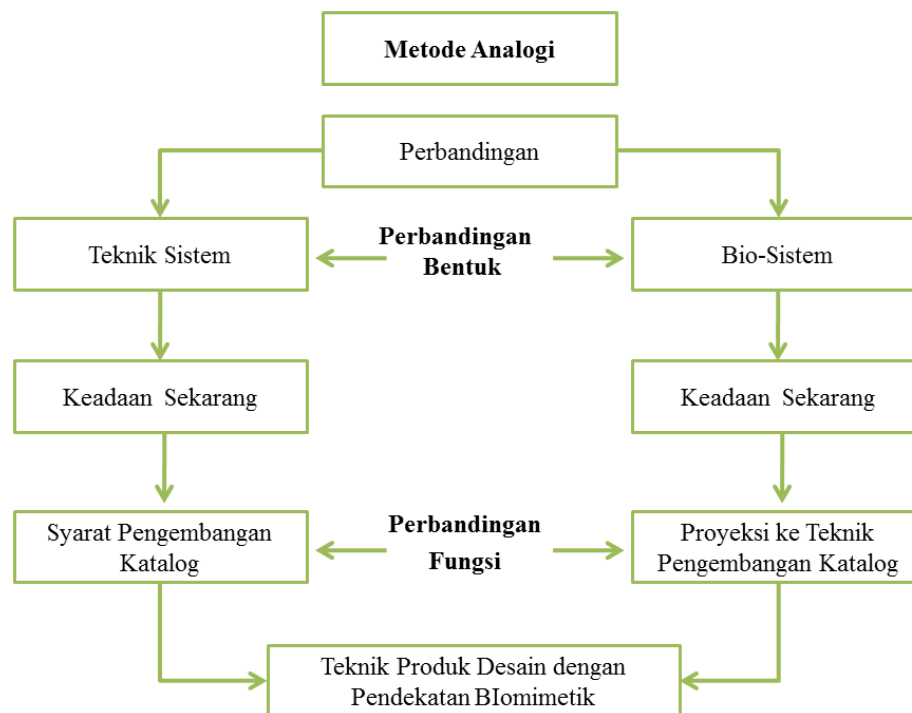 Metode Analogi
Perbandingan
Teknik Sistem
Perbandingan
Bentuk
Bio-Sistem
Keadaan Sekarang
Keadaan Sekarang
Syarat Pengembangan
Katalog
Perbandingan
Fungsi
Proyeksi ke Teknik
Pengembangan Katalog
Teknik Produk Desain dengan
Pendekatan BIomimetik